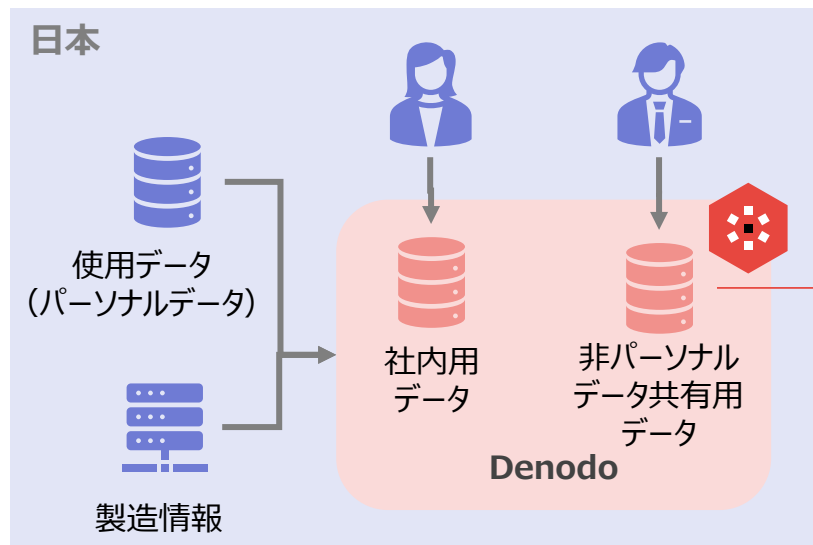 日本
使用データ
（パーソナルデータ）
製造情報
社内用
データ
非パーソナル
データ共有用
データ
Denodo